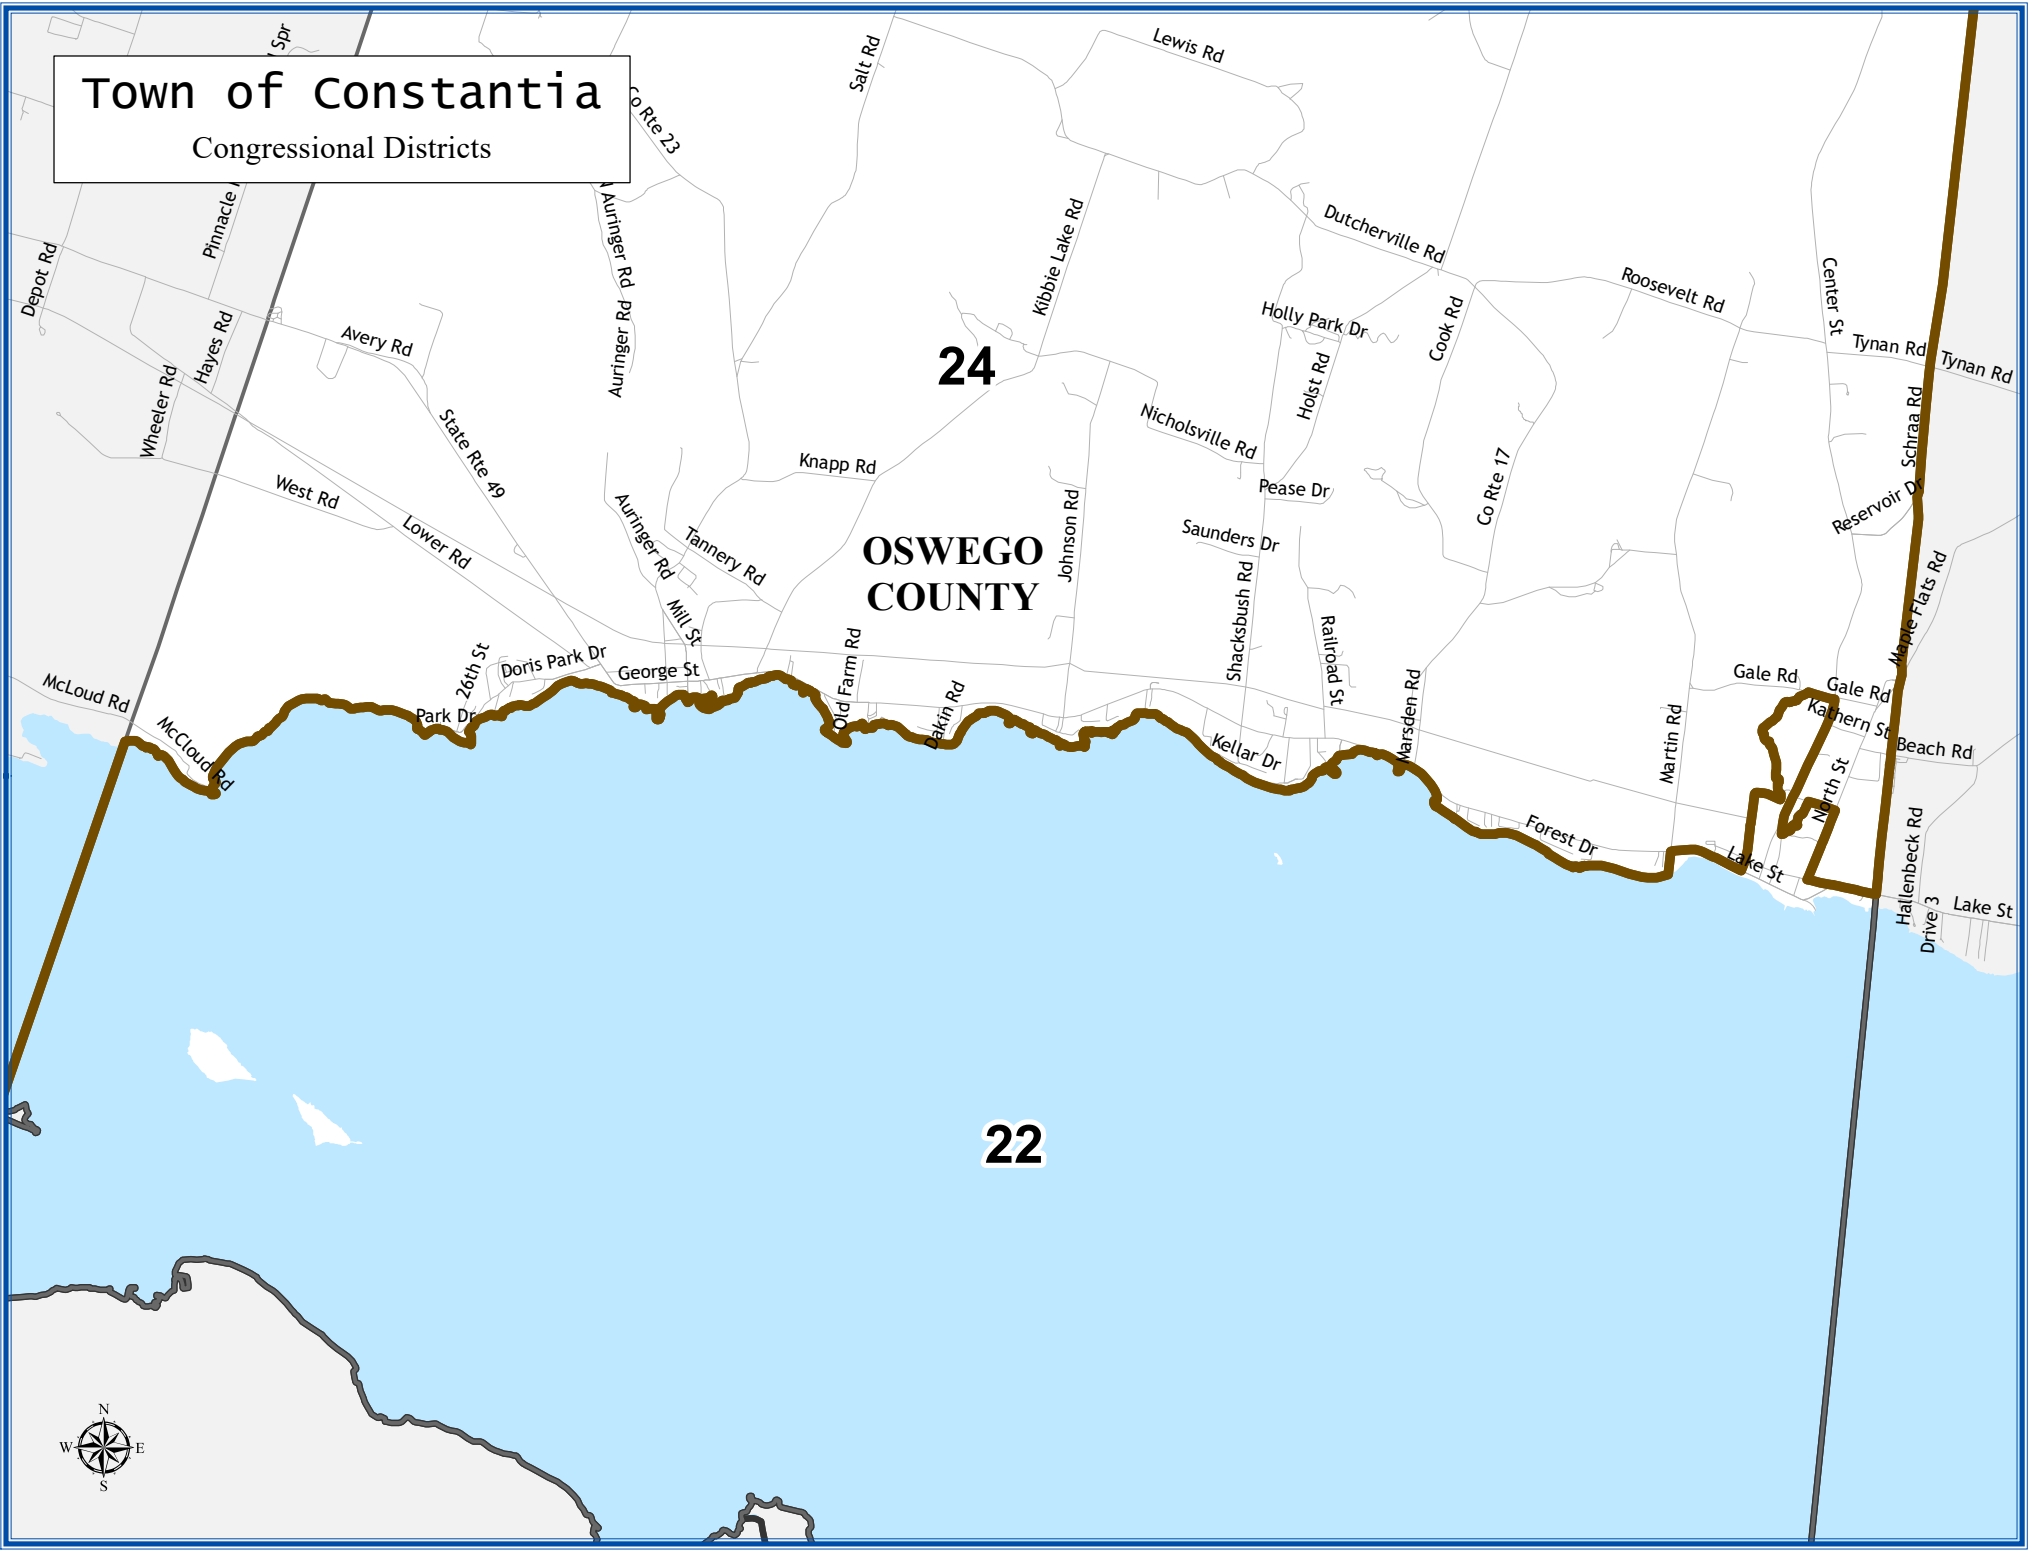 Town of Constantia
Congressional Districts
Spr
Co Rte 23
Salt Rd
Lewis Rd
Pinnacle
N Auringer Rd
Kibbie Lake Rd
Dutcherville Rd
Depot Rd
Roosevelt Rd
Center St
Hayes Rd
Avery Rd
Auringer Rd
Holly Park Dr
Cook Rd
Tynan Rd
Tynan Rd
24
Holst Rd
Wheeler Rd
State Rte 49
Nicholsville Rd
Schraa Rd
Knapp Rd
Co Rte 17
West Rd
Pease Dr
Reservoir Dr
Lower Rd
Auringer Rd
Tannery Rd
OSWEGO
COUNTY
Johnson Rd
Saunders Dr
Shacksbush Rd
Maple Flats Rd
Mill St
Railroad St
26th St
Doris Park Dr
George St
Old Farm Rd
Marsden Rd
Gale Rd
Gale Rd
McLoud Rd
McCloud Rd
Park Dr
Dakin Rd
Kellar Dr
Martin Rd
Kathern St
Beach Rd
North St
Forest Dr
Lake St
Hallenbeck Rd
Drive 3
Lake St
22
N
W
E
S